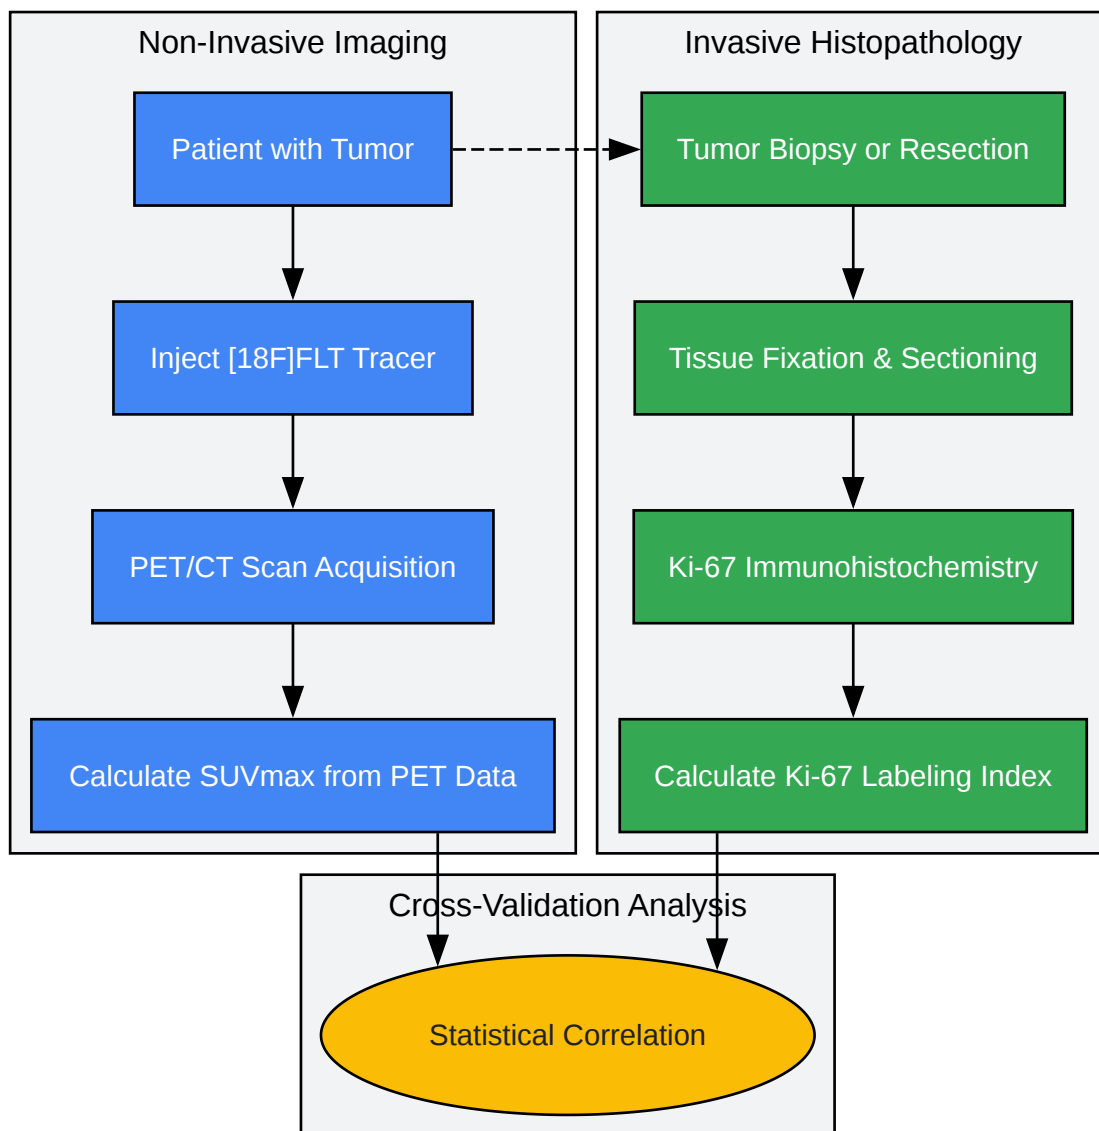 Non-Invasive Imaging
Patient with Tumor
Inject [18F]FLT Tracer
PET/CT Scan Acquisition
Calculate SUVmax from PET Data
Invasive Histopathology
Tumor Biopsy or Resection
Tissue Fixation & Sectioning
Ki-67 Immunohistochemistry
Calculate Ki-67 Labeling Index
Cross-Validation Analysis
Statistical Correlation